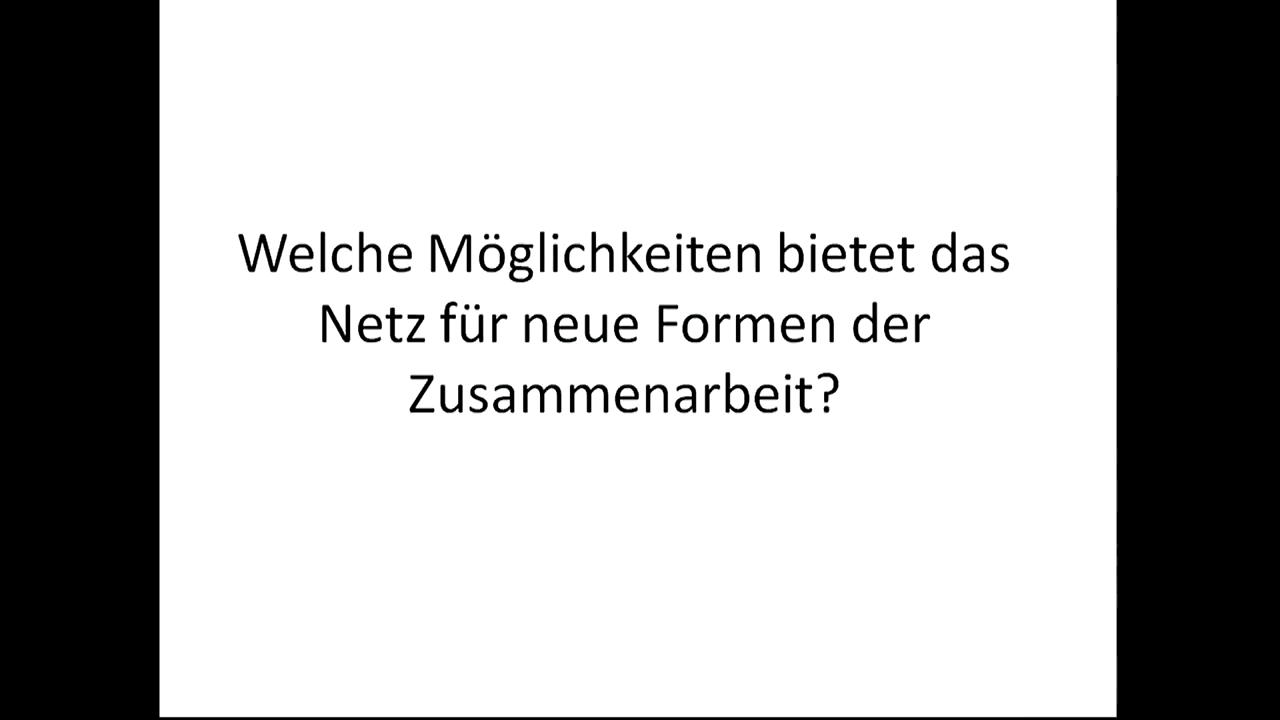 Welche Möglichkeiten bietet das
Netz für neue Formen der
Zusammenarbeit?